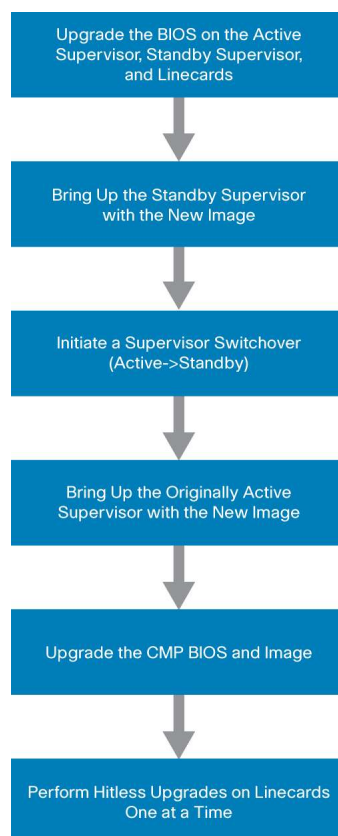 Upgrade the BIOS on the Active
Supervisor, Standby Supervisor,
and Linecards
Bring Up the Standby Supervisor
with the New Image
Initiate a Supervisor Switchover
(Active->Standby)
Bring Up the Originally Active
Supervisor with the New Image
Upgrade the CMP BIOS and Image
Perform Hitless Upgrades on Linecards
One at a Time